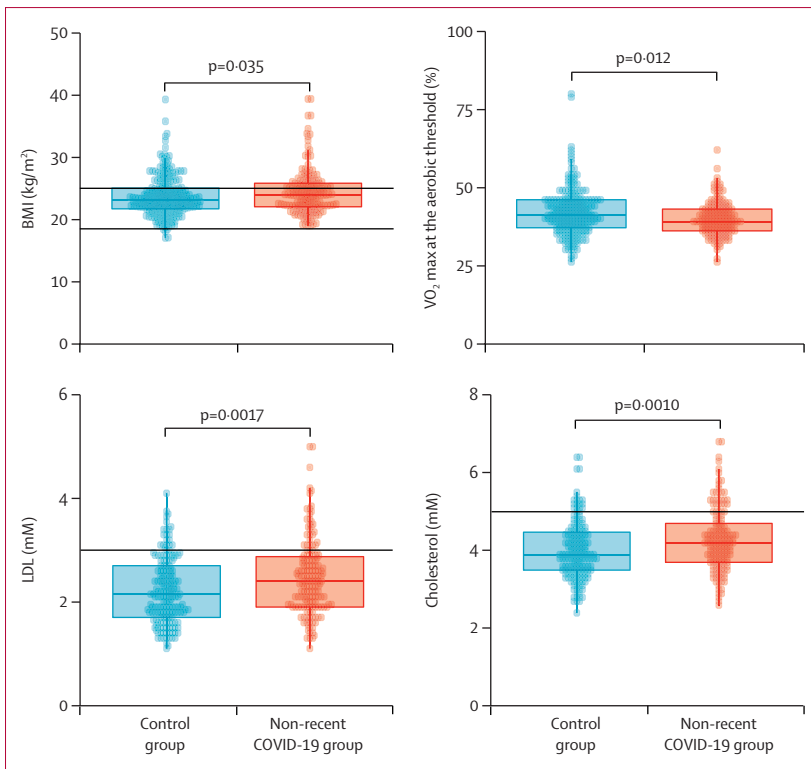 50
40
30
20
10
0
BMI (kg/m²)
p=0·035
100
75
50
25
0
VO₂ max at the aerobic threshold (%)
p=0·012
6
4
2
0
LDL (mM)
p=0·0017
Control
group
Non-recent
COVID-19 group
8
6
4
2
0
Cholesterol (mM)
p=0·0010
Control
group
Non-recent
COVID-19 group